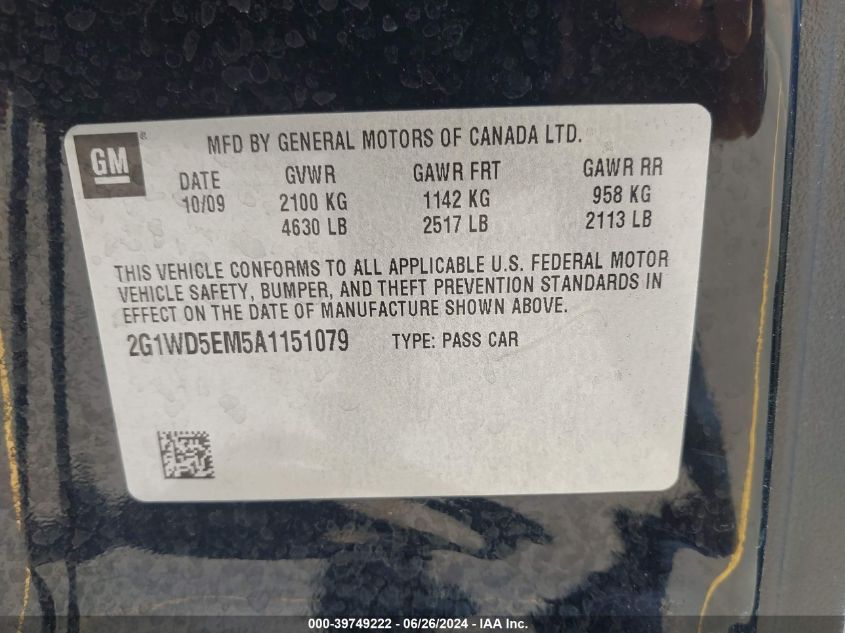 GM
MFD BY GENERAL MOTORS OF CANADA LTD.
DATE GVWR GAWR FRT GAWR RR
10/09 2100 KG 1142 KG 958 KG
4630 LB 2517 LB 2113 LB
THIS VEHICLE CONFORMS TO ALL APPLICABLE U.S. FEDERAL MOTOR
VEHICLE SAFETY, BUMPER, AND THEFT PREVENTION STANDARDS IN
EFFECT ON THE DATE OF MANUFACTURE SHOWN ABOVE.
2G1WD5EM5A1151079 TYPE: PASS CAR
000-39749222 - 06/26/2024 - IAA Inc.